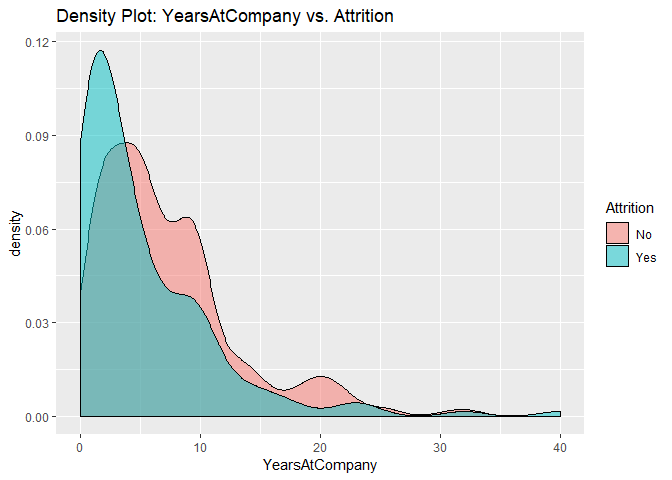 Density Plot: YearsAtCompany vs. Attrition
0.12
0.09
0.06
0.03
0.00
density
0
10
20
30
40
YearsAtCompany
Attrition
No
Yes